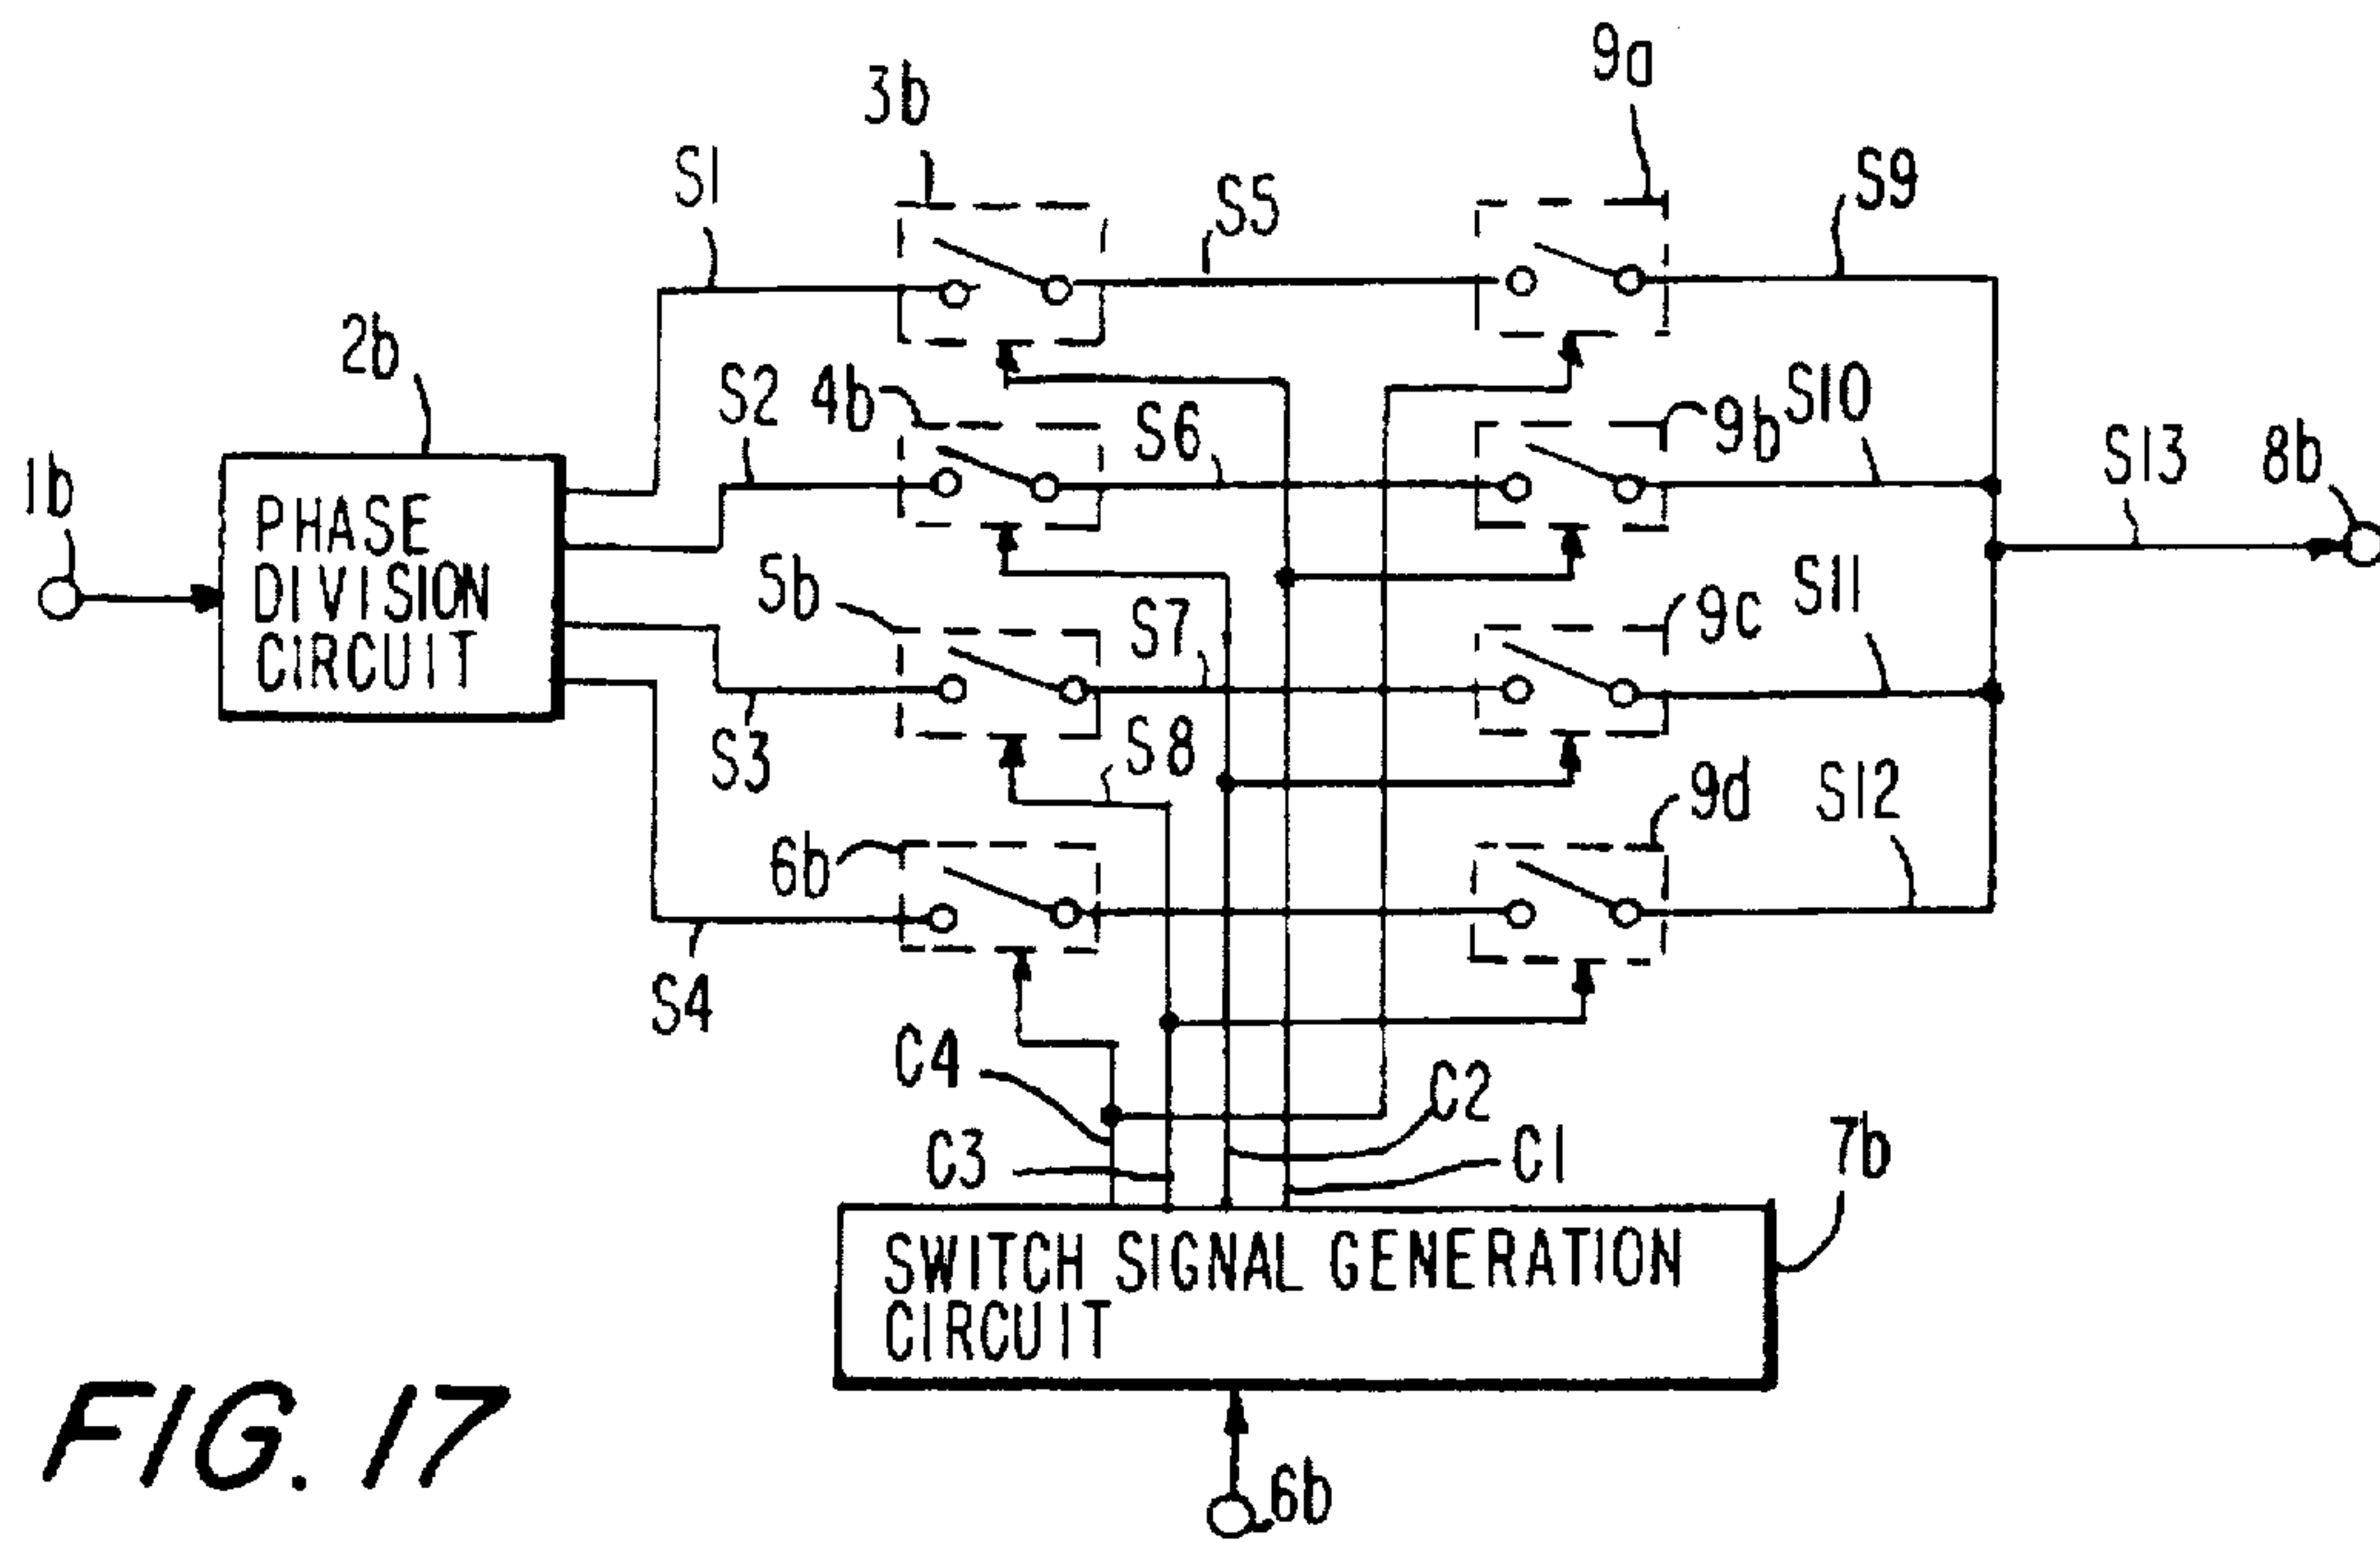 9a
3b
S1
S5
S9
2b
S2
4b
S6
9b
S10
S13
8b
1b
PHASE
DIVISION
CIRCUIT
5b
S7
9c
S11
S3
S8
9d
S12
6b
S4
C4
C2
C3
C1
7b
SWITCH SIGNAL GENERATION
CIRCUIT
FIG. 17
6b